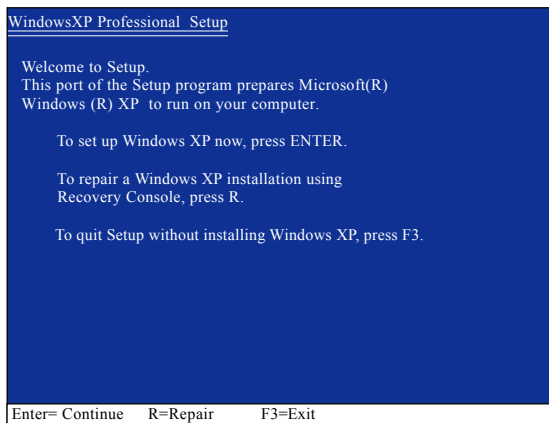 WindowsXP Professional Setup
Welcome to Setup.
This port of the Setup program prepares Microsoft(R)
Windows (R) XP to run on your computer.
To set up Windows XP now, press ENTER.
To repair a Windows XP installation using
Recovery Console, press R.
To quit Setup without installing Windows XP, press F3.
Enter= Continue R=Repair F3=Exit